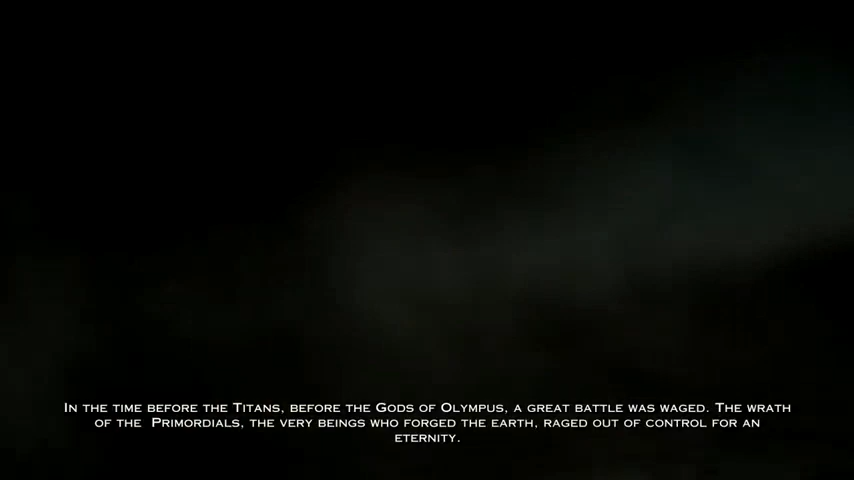 In the time before the Titans, before the Gods of Olympus, a great battle was waged. The wrath
of the  Primordials, the very beings who forged the earth, raged out of control for an
eternity.